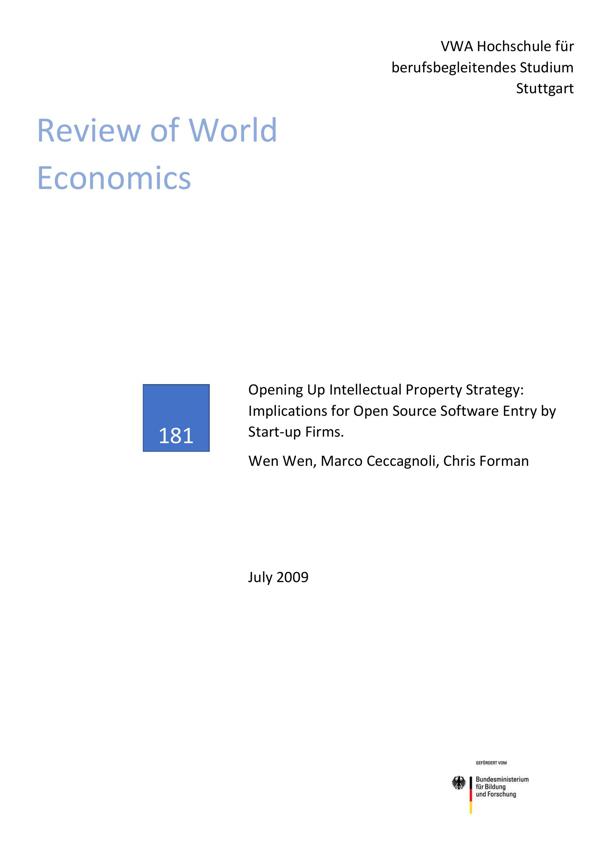 VWA Hochschule für
berufsbegleitendes Studium
Stuttgart
Review of World
Economics
181
Opening Up Intellectual Property Strategy:
Implications for Open Source Software Entry by
Start-up Firms.
Wen Wen, Marco Ceccagnoli, Chris Forman
July 2009
GEFÖRDERT VOM
Bundesministerium
für Bildung
und Forschung